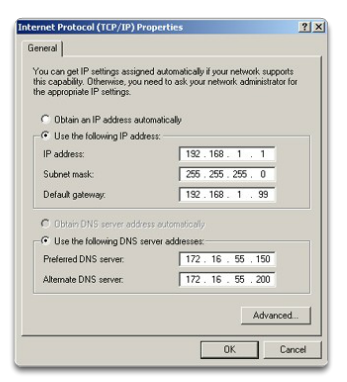 Internet Protocol (TCP/IP) Properties
General
You can get IP settings assigned automatically if your network supports
this capability. Otherwise, you need to ask your network administrator for
the appropriate IP settings.
Obtain an IP address automatically
Use the following IP address:
IP address: 192 . 168 . 1 . 1
Subnet mask: 255 . 255 . 255 . 0
Default gateway: 192 . 168 . 1 . 99
Obtain DNS server address automatically
Use the following DNS server addresses:
Preferred DNS server: 172 . 16 . 55 . 150
Alternate DNS server: 172 . 16 . 55 . 200
Advanced...
OK Cancel